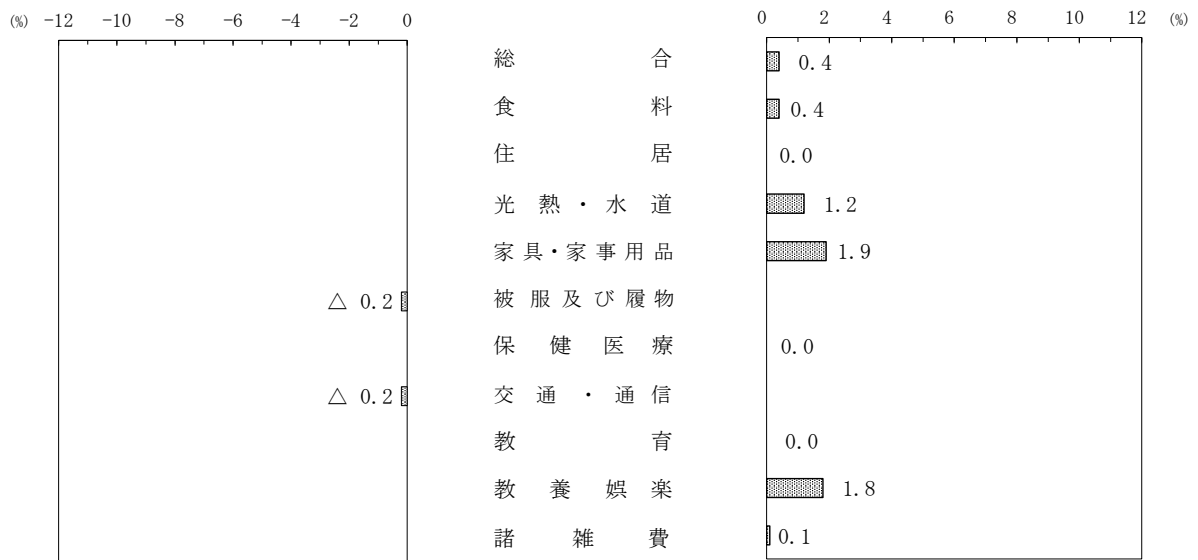 (%) -12 -10 -8 -6 -4 -2 0 0 2 4 6 8 10 12 (%)
総合 0.4
食料 0.4
住居 0.0
光熱・水道 1.2
家具・家事用品 1.9
△ 0.2 被服及び履物
保健医療 0.0
△ 0.2 交通・通信
教育 0.0
教養娯楽 1.8
諸雑費 0.1